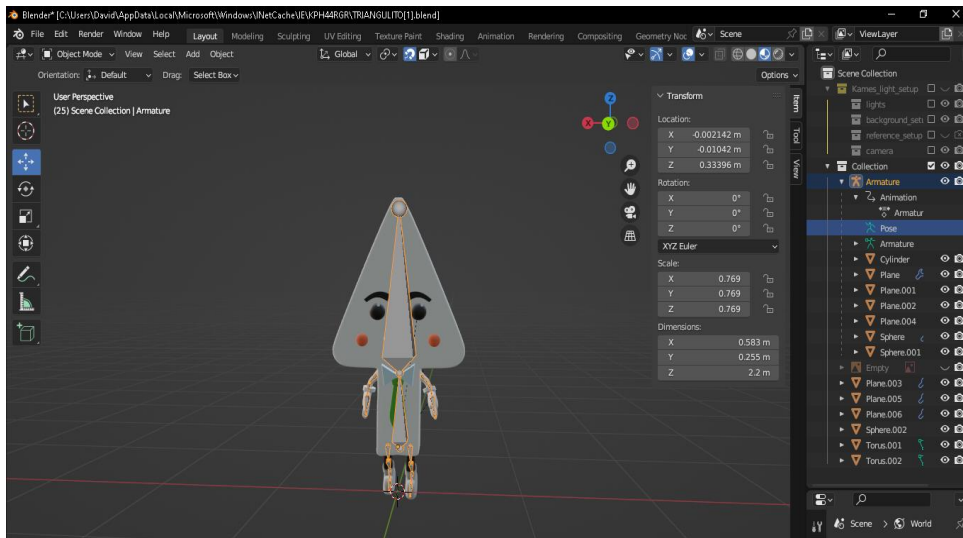 Blender* [C:\Users\David\AppData\Local\Microsoft\Windows\INetCache\IE\KPH44RGR\TRIANGULITO[1].blend]
File Edit Render Window Help Layout Modeling Sculpting UV Editing Texture Paint Shading Animation Rendering Compositing Geometry Noc Scene ViewLayer
Object Mode View Select Add Object Global
Orientation: Default Drag: Select Box Options
User Perspective
(25) Scene Collection | Armature
Z
X Y
Transform
Location:
X -0.002142 m
Y -0.01042 m
Z 0.33396 m
Rotation:
X 0°
Y 0°
Z 0°
XYZ Euler
Scale:
X 0.769
Y 0.769
Z 0.769
Dimensions:
X 0.583 m
Y 0.255 m
Z 2.2 m
Item
Tool
View
Scene Collection
Kames_light_setup
lights
background_set
reference_setup
camera
Collection
Armature
Animation
Armatur
Pose
Armature
Cylinder
Plane
Plane.001
Plane.002
Plane.004
Sphere
Sphere.001
Empty
Plane.003
Plane.005
Plane.006
Sphere.002
Torus.001
Torus.002
Scene > World